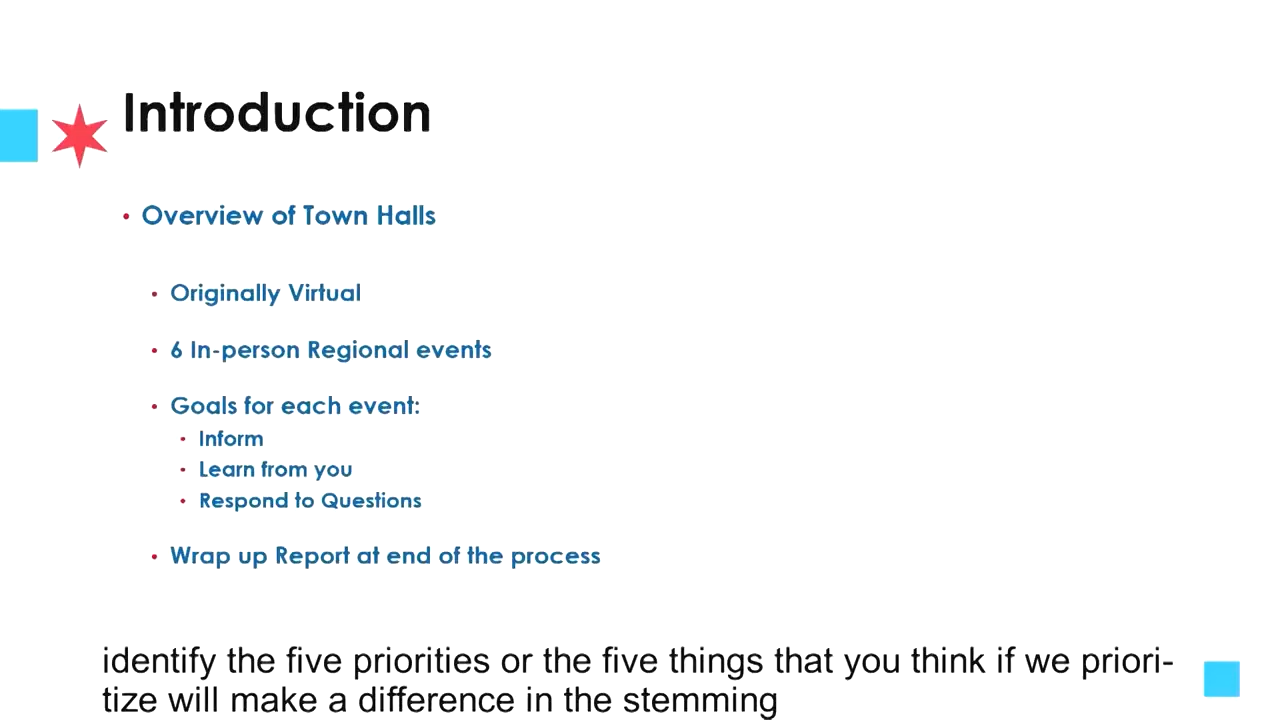 Introduction
• Overview of Town Halls
• Originally Virtual
• 6 In-person Regional events
• Goals for each event:
• Inform
• Learn from you
• Respond to Questions
• Wrap up Report at end of the process
identify the five priorities or the five things that you think if we priori-
tize will make a difference in the stemming